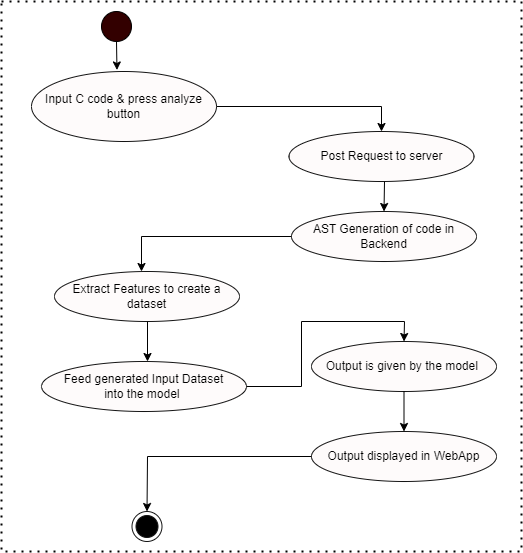 Input C code & press analyze
button
Post Request to server
AST Generation of code in
Backend
Extract Features to create a
dataset
Feed generated Input Dataset
into the model
Output is given by the model
Output displayed in WebApp